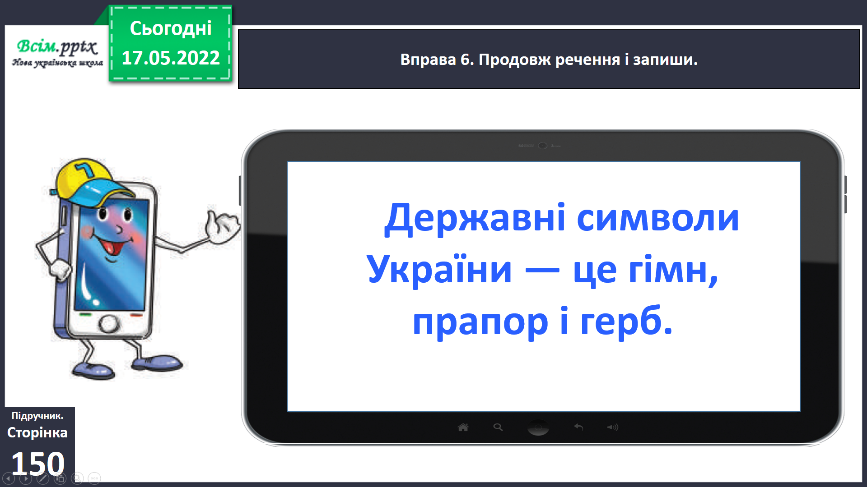 Сьогодні
17.05.2022
Всім.pptx
Нова українська школа
Вправа 6. Продовж речення і запиши.
Державні символи
України — це гімн,
прапор і герб.
Підручник.
Сторінка
150